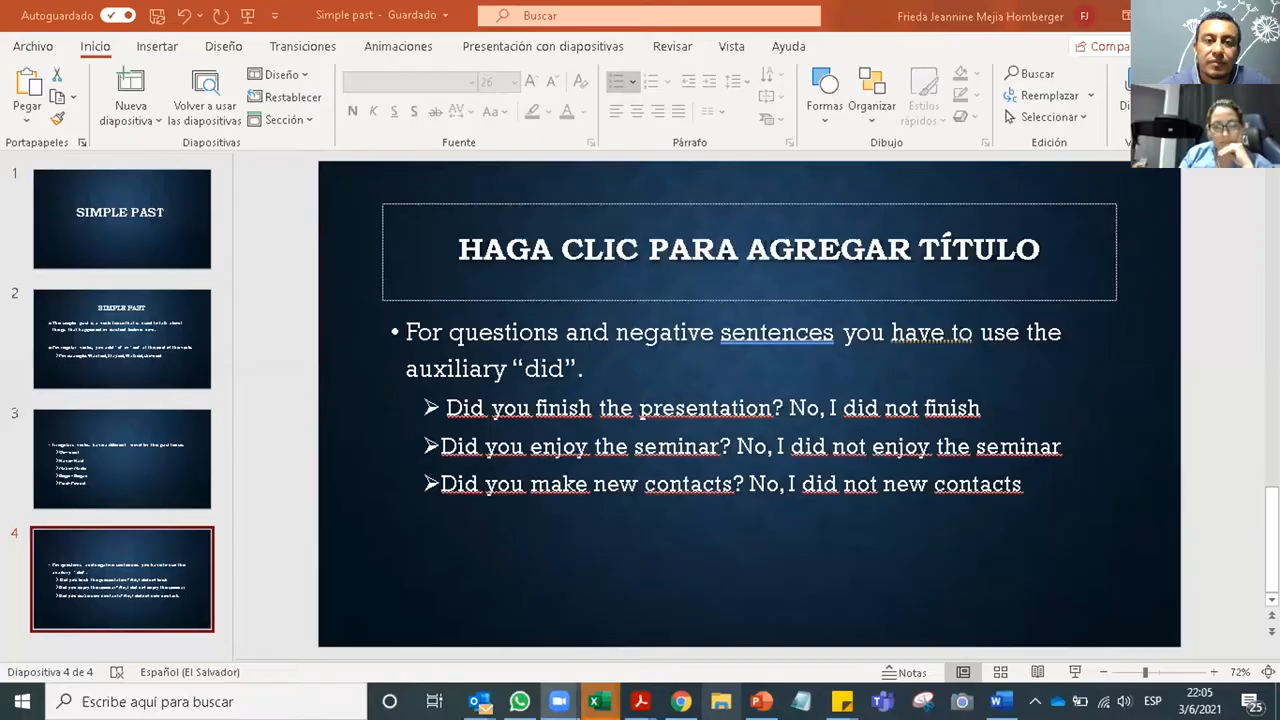 Autoguardado
Simple past - Guardado
Buscar
Frieda Jeannine Mejia Homberger
FJ
Archivo Inicio Insertar Diseño Transiciones Animaciones Presentación con diapositivas Revisar Vista Ayuda
Compa
Pegar
Nueva diapositiva
Volver a usar las diapositivas
Diseño
Restablecer
Sección
26
N K S S ab AV Aa A
Formas
Organizar
Estilos rápidos
Buscar
Reemplazar
Seleccionar
Portapapeles Diapositivas Fuente Párrafo Dibujo Edición
1
SIMPLE PAST
2
SIMPLE PAST
3
4
HAGA CLIC PARA AGREGAR TÍTULO
• For questions and negative sentences you have to use the
auxiliary “did”.
Did you finish the presentation? No, I did not finish
Did you enjoy the seminar? No, I did not enjoy the seminar
Did you make new contacts? No, I did not new contacts
Diapositiva 4 de 4 Español (El Salvador) Notas 72%
Escribe aquí para buscar
ESP
22:05
3/6/2021
25